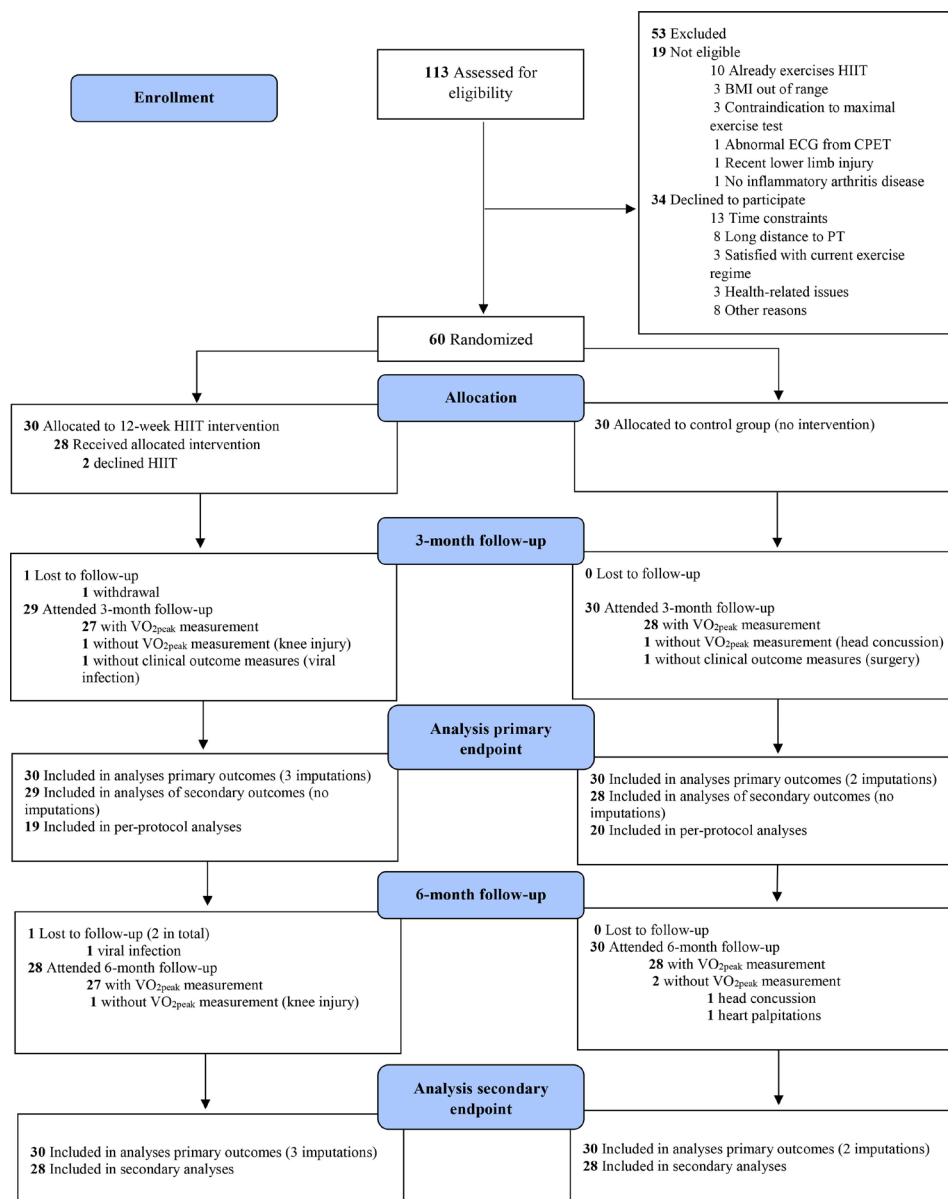 Enrollment
113 Assessed for
eligibility
53 Excluded
19 Not eligible
10 Already exercises HIIT
3 BMI out of range
3 Contraindication to maximal
exercise test
1 Abnormal ECG from CPET
1 Recent lower limb injury
1 No inflammatory arthritis disease
34 Declined to participate
13 Time constraints
8 Long distance to PT
3 Satisfied with current exercise
regime
3 Health-related issues
8 Other reasons
60 Randomized
Allocation
30 Allocated to 12-week HIIT intervention
28 Received allocated intervention
2 declined HIIT
30 Allocated to control group (no intervention)
3-month follow-up
1 Lost to follow-up
1 withdrawal
29 Attended 3-month follow-up
27 with VO2peak measurement
1 without VO2peak measurement (knee injury)
1 without clinical outcome measures (viral
infection)
0 Lost to follow-up
30 Attended 3-month follow-up
28 with VO2peak measurement
1 without VO2peak measurement (head concussion)
1 without clinical outcome measures (surgery)
Analysis primary
endpoint
30 Included in analyses primary outcomes (3 imputations)
29 Included in analyses of secondary outcomes (no
imputations)
19 Included in per-protocol analyses
30 Included in analyses primary outcomes (2 imputations)
28 Included in analyses of secondary outcomes (no
imputations)
20 Included in per-protocol analyses
6-month follow-up
1 Lost to follow-up (2 in total)
1 viral infection
28 Attended 6-month follow-up
27 with VO2peak measurement
1 without VO2peak measurement (knee injury)
0 Lost to follow-up
30 Attended 6-month follow-up
28 with VO2peak measurement
2 without VO2peak measurement
1 head concussion
1 heart palpitations
Analysis secondary
endpoint
30 Included in analyses primary outcomes (3 imputations)
28 Included in secondary analyses
30 Included in analyses primary outcomes (2 imputations)
28 Included in secondary analyses